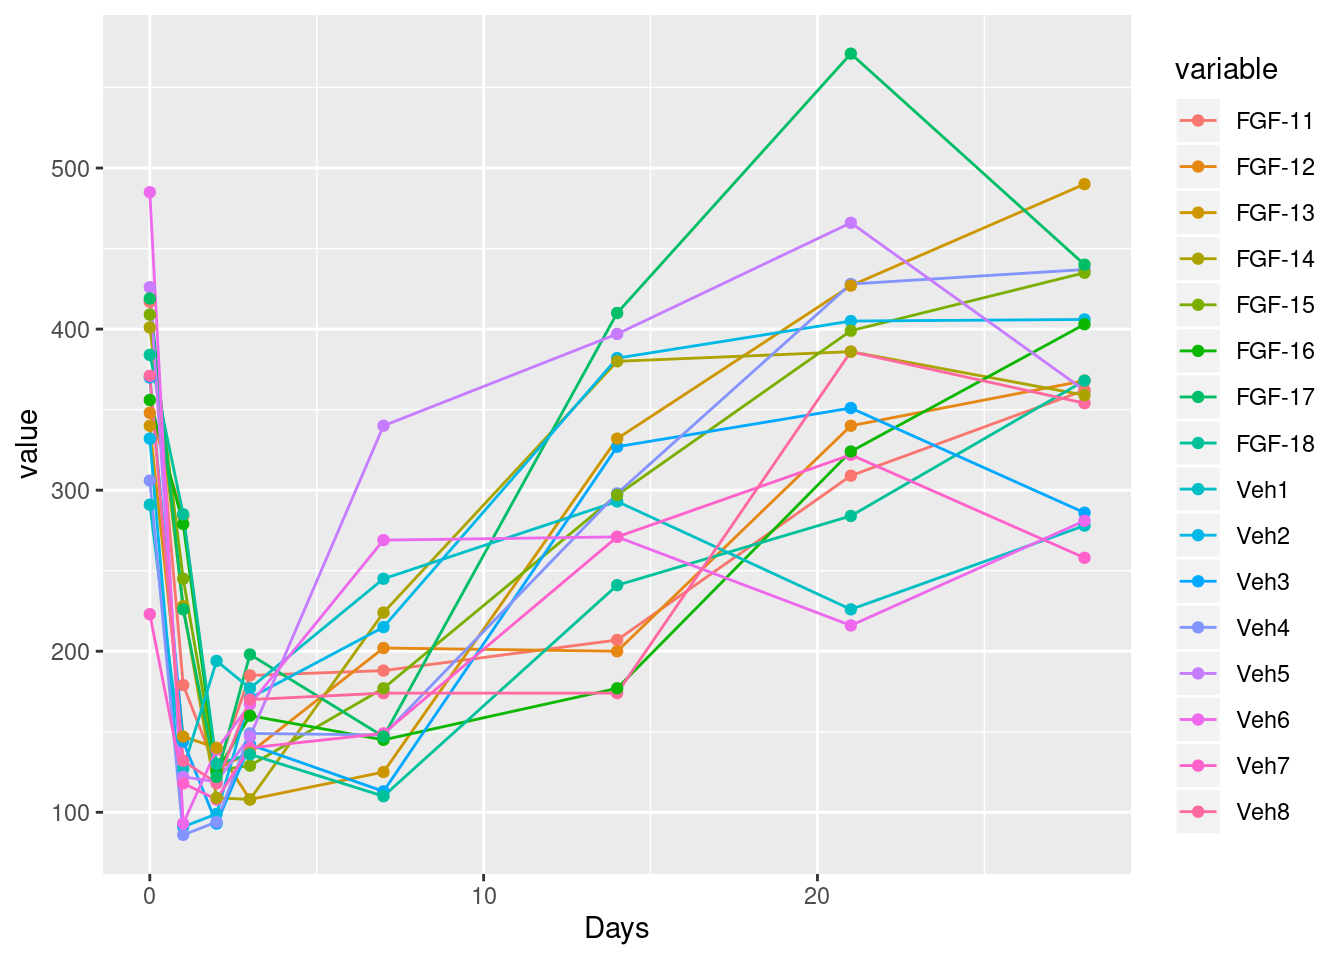 variable
FGF-11
FGF-12
FGF-13
FGF-14
FGF-15
FGF-16
FGF-17
FGF-18
Veh1
Veh2
Veh3
Veh4
Veh5
Veh6
Veh7
Veh8
value
500
400
300
200
100
0 10 20
Days